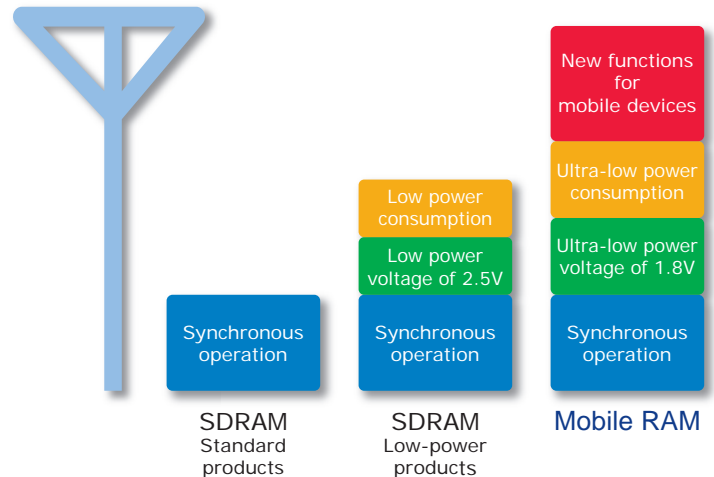 New functions
for
mobile devices
Low power
consumption
Ultra-low power
consumption
Low power
voltage of 2.5V
Ultra-low power
voltage of 1.8V
Synchronous
operation
Synchronous
operation
Synchronous
operation
SDRAM
Standard
products
SDRAM
Low-power
products
Mobile RAM